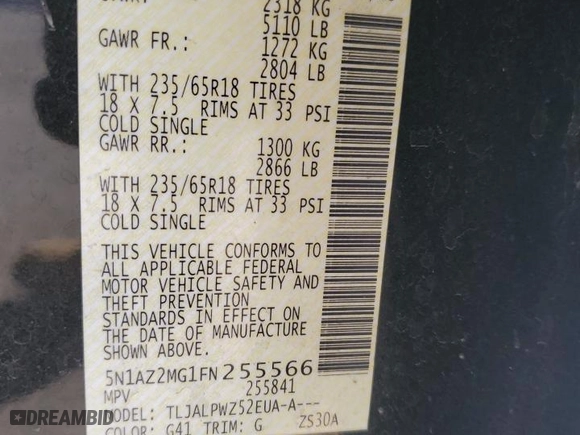 2318 KG
5110 LB
GAWR FR.: 1272 KG
2804 LB
WITH 235/65R18 TIRES
18 X 7.5 RIMS AT 33 PSI
COLD SINGLE
GAWR RR.: 1300 KG
2866 LB
WITH 235/65R18 TIRES
18 X 7.5 RIMS AT 33 PSI
COLD SINGLE
THIS VEHICLE CONFORMS TO
ALL APPLICABLE FEDERAL
MOTOR VEHICLE SAFETY AND
THEFT PREVENTION
STANDARDS IN EFFECT ON
THE DATE OF MANUFACTURE
SHOWN ABOVE.
5N1AZ2MG1FN255566
MPV 255841
MODEL: TLJALPWZ52EUA-A---
COLOR: G41 TRIM: G ZS30A
© DREAMBID